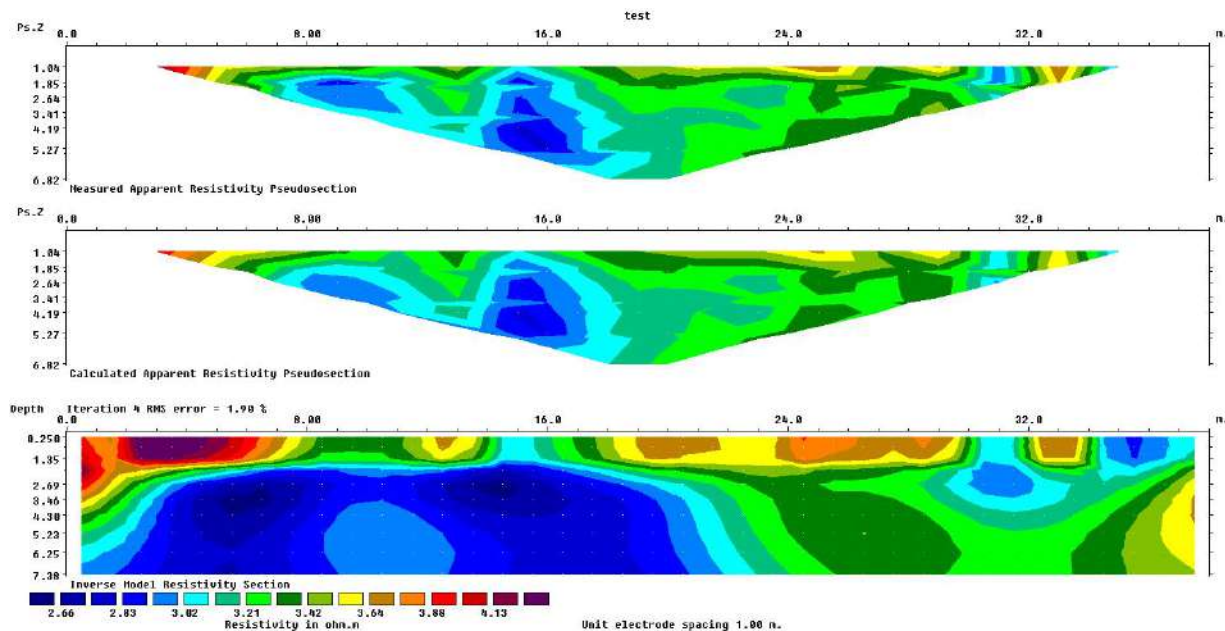 test
Ps.Z 0.0 8.00 16.0 24.0 32.0 m.
1.04
1.85
2.64
3.41
4.19
5.27
6.82
Measured Apparent Resistivity Pseudosection
Ps.Z 0.0 8.00 16.0 24.0 32.0 m.
1.04
1.85
2.64
3.41
4.19
5.27
6.82
Calculated Apparent Resistivity Pseudosection
Depth Iteration 4 RMS error = 1.90 %
0.0 8.00 16.0 24.0 32.0 m.
0.250
1.85
2.69
3.46
4.30
5.23
6.25
7.38
Inverse Model Resistivity Section
2.66 2.83 3.02 3.21 3.42 3.64 3.88 4.13
Resistivity in ohm.m Unit electrode spacing 1.00 m.